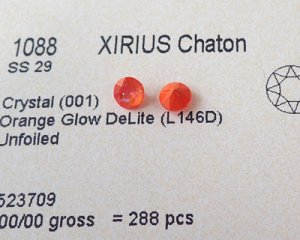 1088 XIRIUS Chaton
SS 29
Crystal (001)
Orange Glow DeLite (L146D)
Unfoiled
523709
00/00 gross = 288 pcs